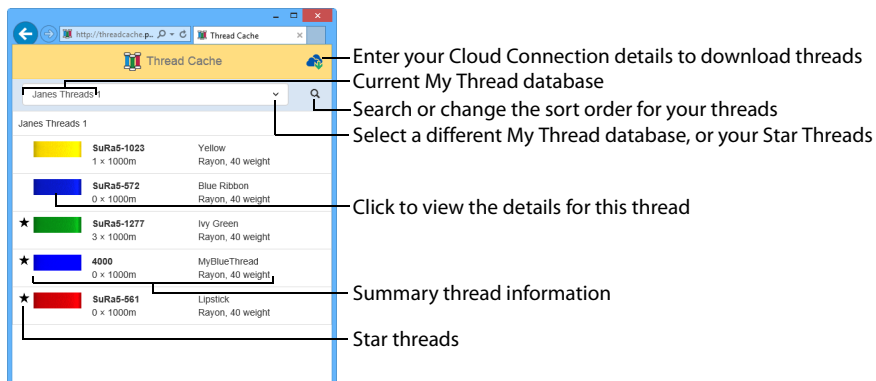 http://threadcache.p..
Thread Cache
Thread Cache
Enter your Cloud Connection details to download threads
Current My Thread database
Janes Threads 1
Search or change the sort order for your threads
Select a different My Thread database, or your Star Threads
Janes Threads 1
SuRa5-1023 Yellow
1 × 1000m Rayon, 40 weight
SuRa5-572 Blue Ribbon
0 × 1000m Rayon, 40 weight
Click to view the details for this thread
SuRa5-1277 Ivy Green
3 × 1000m Rayon, 40 weight
4000 MyBlueThread
0 × 1000m Rayon, 40 weight
Summary thread information
SuRa5-561 Lipstick
0 × 1000m Rayon, 40 weight
Star threads